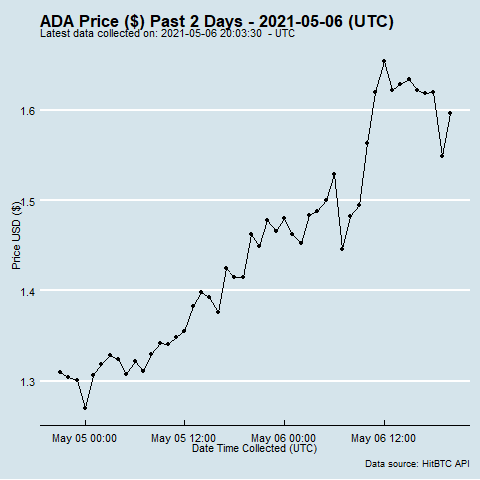 ADA Price ($) Past 2 Days - 2021-05-06 (UTC)
Latest data collected on: 2021-05-06 20:03:30 - UTC
1.6
1.5
Price USD ($)
1.4
1.3
May 05 00:00 May 05 12:00 May 06 00:00 May 06 12:00
Date Time Collected (UTC)
Data source: HitBTC API